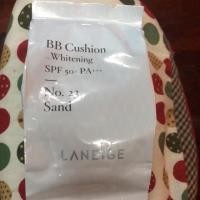 BB Cushion
- Whitening
SPF 50+ PA+++
No. 23
Sand
LANEIGE